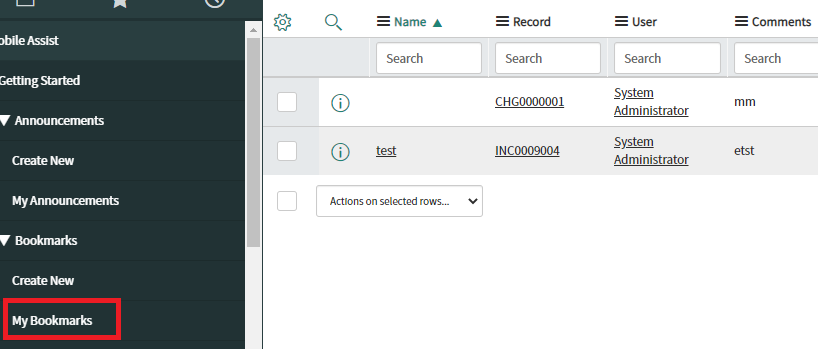 obile Assist
Getting Started
Announcements
Create New
My Announcements
Bookmarks
Create New
My Bookmarks
Name Record User Comments
Search Search Search Search
CHG0000001 System Administrator mm
test INC0009004 System Administrator etst
Actions on selected rows...